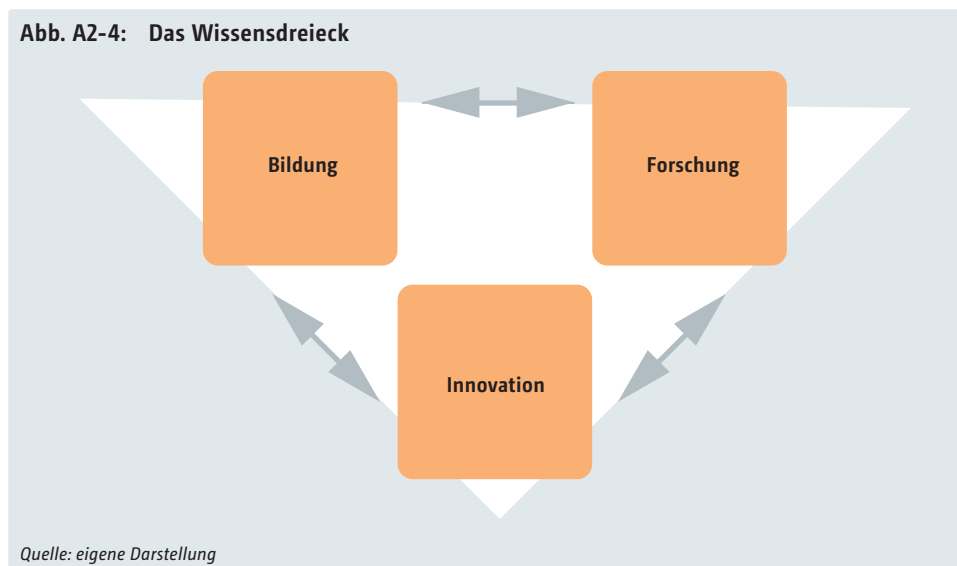 Abb. A2-4: Das Wissensdreieck
Bildung
Forschung
Innovation
Quelle: eigene Darstellung